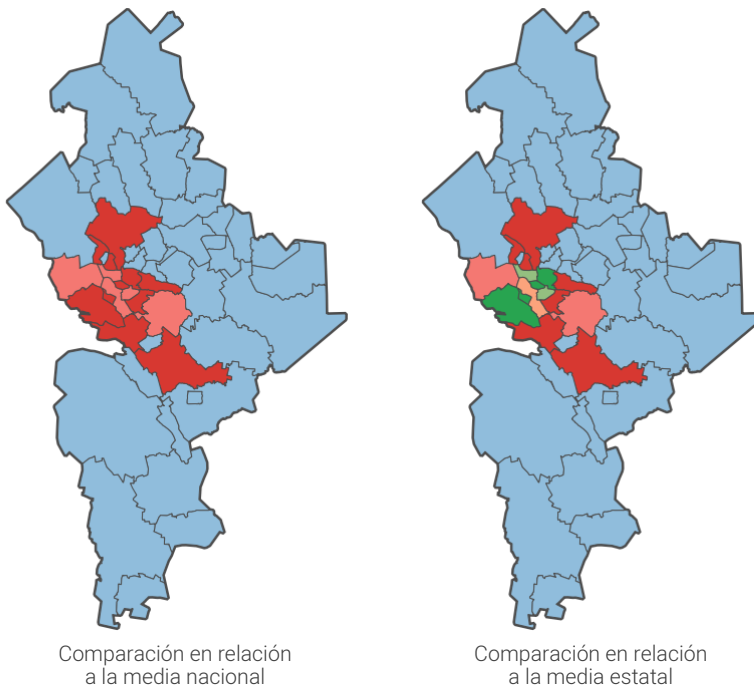 Comparación en relación
a la media nacional
Comparación en relación
a la media estatal